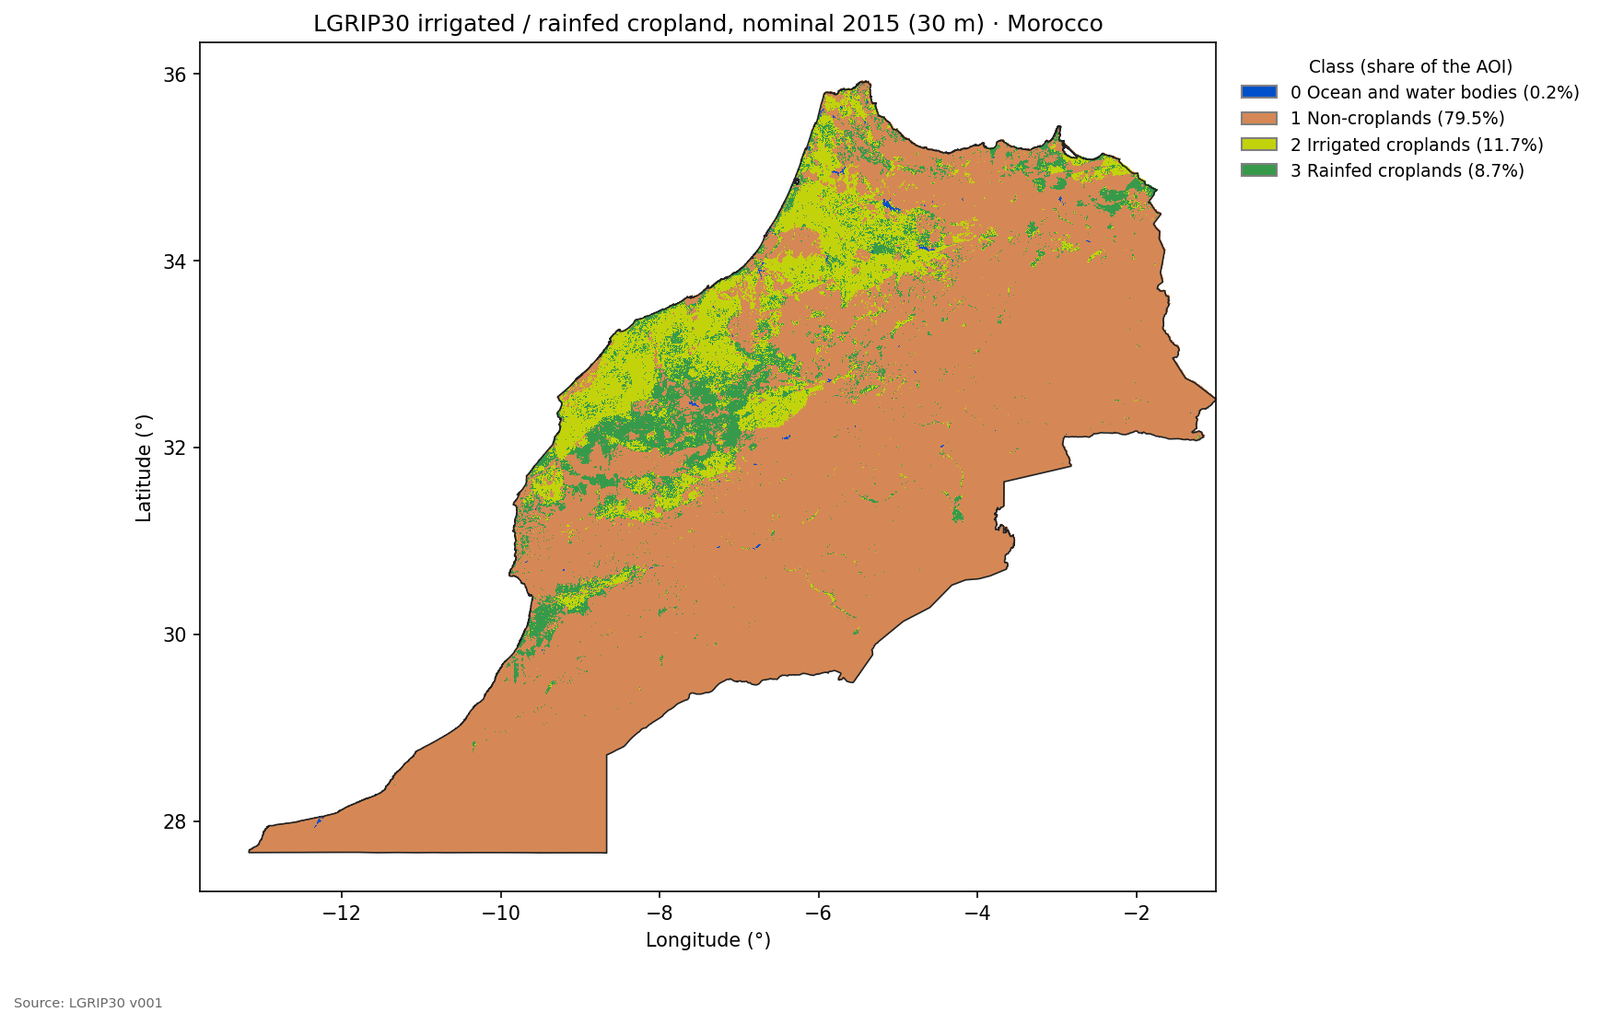 LGRIP30 irrigated / rainfed cropland, nominal 2015 (30 m) · Morocco
Class (share of the AOI)
0 Ocean and water bodies (0.2%)
1 Non-croplands (79.5%)
2 Irrigated croplands (11.7%)
3 Rainfed croplands (8.7%)
36
34
32
30
28
Latitude (°)
−12
−10
−8
−6
−4
−2
Longitude (°)
Source: LGRIP30 v001